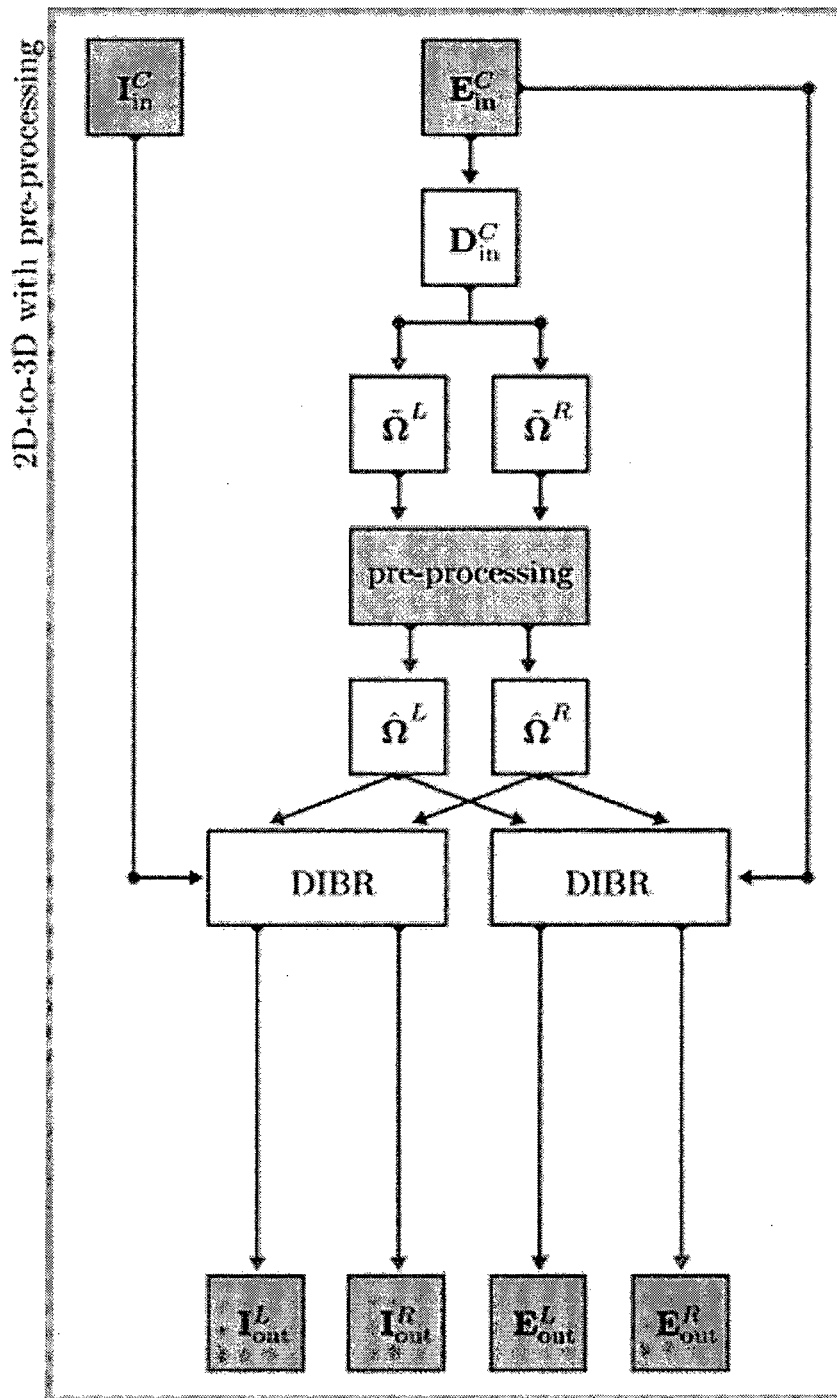 2D-to-3D with pre-processing
I^C_in
E^C_in
D^C_in
Ω̃^L
Ω̃^R
pre-processing
Ω̂^L
Ω̂^R
DIBR
DIBR
I^L_out
I^R_out
E^L_out
E^R_out